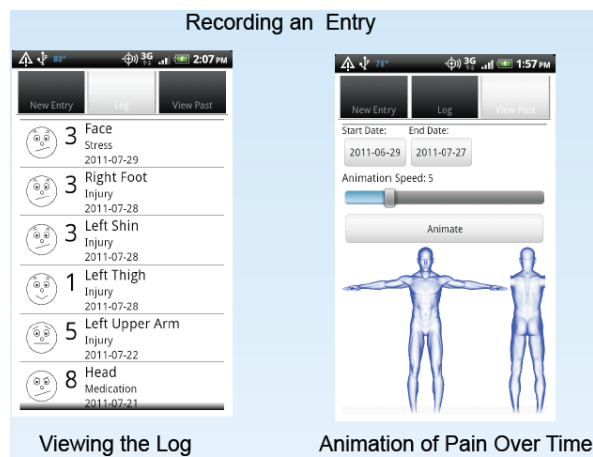 Recording an Entry
80° 3G 2:07 PM
New Entry Log View Past
3 Face
Stress
2011-07-29
3 Right Foot
Injury
2011-07-28
3 Left Shin
Injury
2011-07-28
1 Left Thigh
Injury
2011-07-28
5 Left Upper Arm
Injury
2011-07-22
8 Head
Medication
2011-07-21
Viewing the Log
78° 3G 1:57 PM
New Entry Log View Past
Start Date: End Date:
2011-06-29 2011-07-27
Animation Speed: 5
Animate
Animation of Pain Over Time